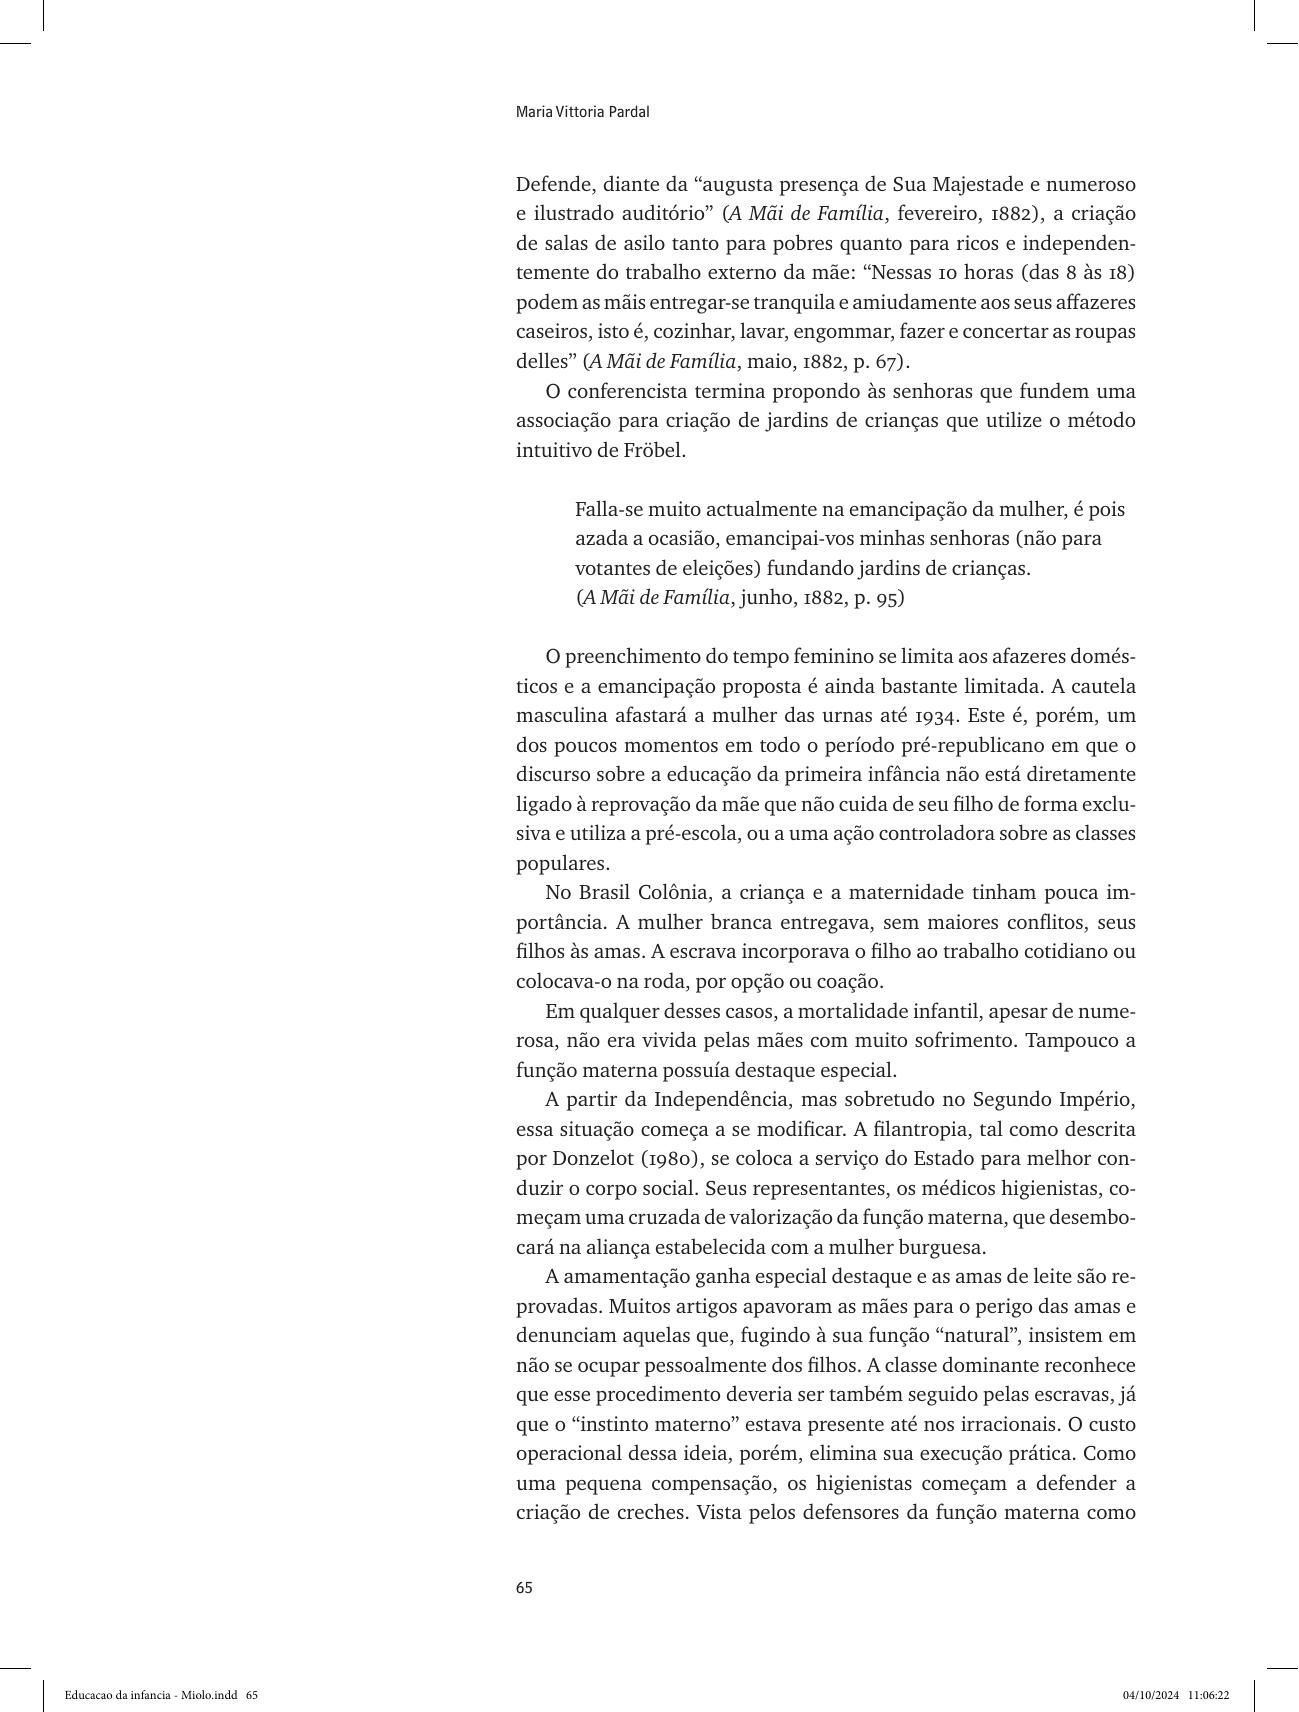 Maria Vittoria Pardal
Defende, diante da “augusta presença de Sua Majestade e numeroso
e ilustrado auditório” (A Mãi de Família, fevereiro, 1882), a criação
de salas de asilo tanto para pobres quanto para ricos e independen-
temente do trabalho externo da mãe: “Nessas 10 horas (das 8 às 18)
podem as mãis entregar-se tranquila e amiudamente aos seus affazeres
caseiros, isto é, cozinhar, lavar, engommar, fazer e concertar as roupas
delles” (A Mãi de Família, maio, 1882, p. 67).
O conferencista termina propondo às senhoras que fundem uma
associação para criação de jardins de crianças que utilize o método
intuitivo de Fröbel.
Falla-se muito actualmente na emancipação da mulher, é pois
azada a ocasião, emancipai-vos minhas senhoras (não para
votantes de eleições) fundando jardins de crianças.
(A Mãi de Família, junho, 1882, p. 95)
O preenchimento do tempo feminino se limita aos afazeres domés-
ticos e a emancipação proposta é ainda bastante limitada. A cautela
masculina afastará a mulher das urnas até 1934. Este é, porém, um
dos poucos momentos em todo o período pré-republicano em que o
discurso sobre a educação da primeira infância não está diretamente
ligado à reprovação da mãe que não cuida de seu filho de forma exclu-
siva e utiliza a pré-escola, ou a uma ação controladora sobre as classes
populares.
No Brasil Colônia, a criança e a maternidade tinham pouca im-
portância. A mulher branca entregava, sem maiores conflitos, seus
filhos às amas. A escrava incorporava o filho ao trabalho cotidiano ou
colocava-o na roda, por opção ou coação.
Em qualquer desses casos, a mortalidade infantil, apesar de nume-
rosa, não era vivida pelas mães com muito sofrimento. Tampouco a
função materna possuía destaque especial.
A partir da Independência, mas sobretudo no Segundo Império,
essa situação começa a se modificar. A filantropia, tal como descrita
por Donzelot (1980), se coloca a serviço do Estado para melhor con-
duzir o corpo social. Seus representantes, os médicos higienistas, co-
meçam uma cruzada de valorização da função materna, que desembo-
cará na aliança estabelecida com a mulher burguesa.
A amamentação ganha especial destaque e as amas de leite são re-
provadas. Muitos artigos apavoram as mães para o perigo das amas e
denunciam aquelas que, fugindo à sua função “natural”, insistem em
não se ocupar pessoalmente dos filhos. A classe dominante reconhece
que esse procedimento deveria ser também seguido pelas escravas, já
que o “instinto materno” estava presente até nos irracionais. O custo
operacional dessa ideia, porém, elimina sua execução prática. Como
uma pequena compensação, os higienistas começam a defender a
criação de creches. Vista pelos defensores da função materna como
65
Educacao da infancia - Miolo.indd 65
04/10/2024 11:06:22